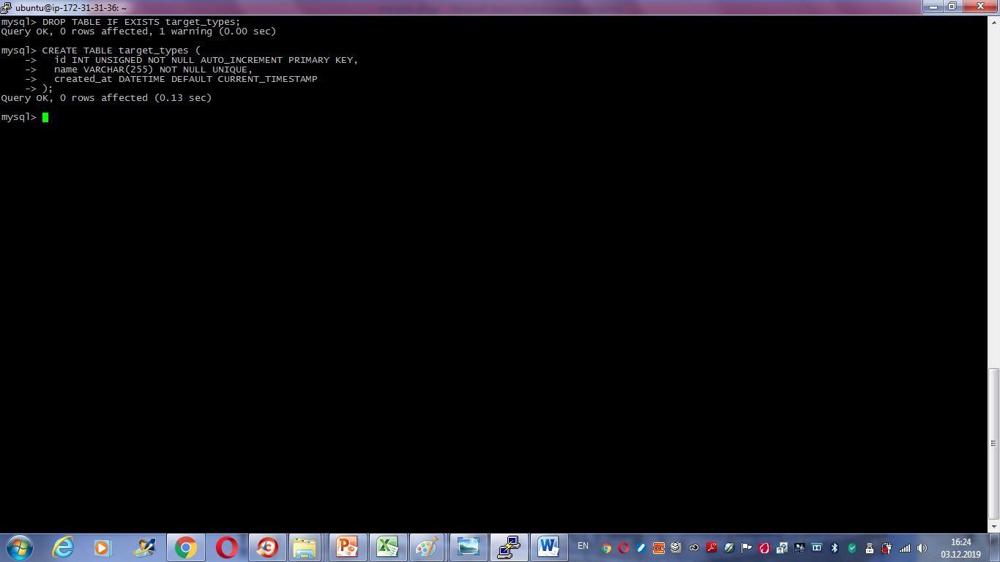 ubuntu@ip-172-31-31-36: ~
mysql> DROP TABLE IF EXISTS target_types;
Query OK, 0 rows affected, 1 warning (0.00 sec)
mysql> CREATE TABLE target_types (
    ->   id INT UNSIGNED NOT NULL AUTO_INCREMENT PRIMARY KEY,
    ->   name VARCHAR(255) NOT NULL UNIQUE,
    ->   created_at DATETIME DEFAULT CURRENT_TIMESTAMP
    -> );
Query OK, 0 rows affected (0.13 sec)
mysql>
EN
16:24
03.12.2019